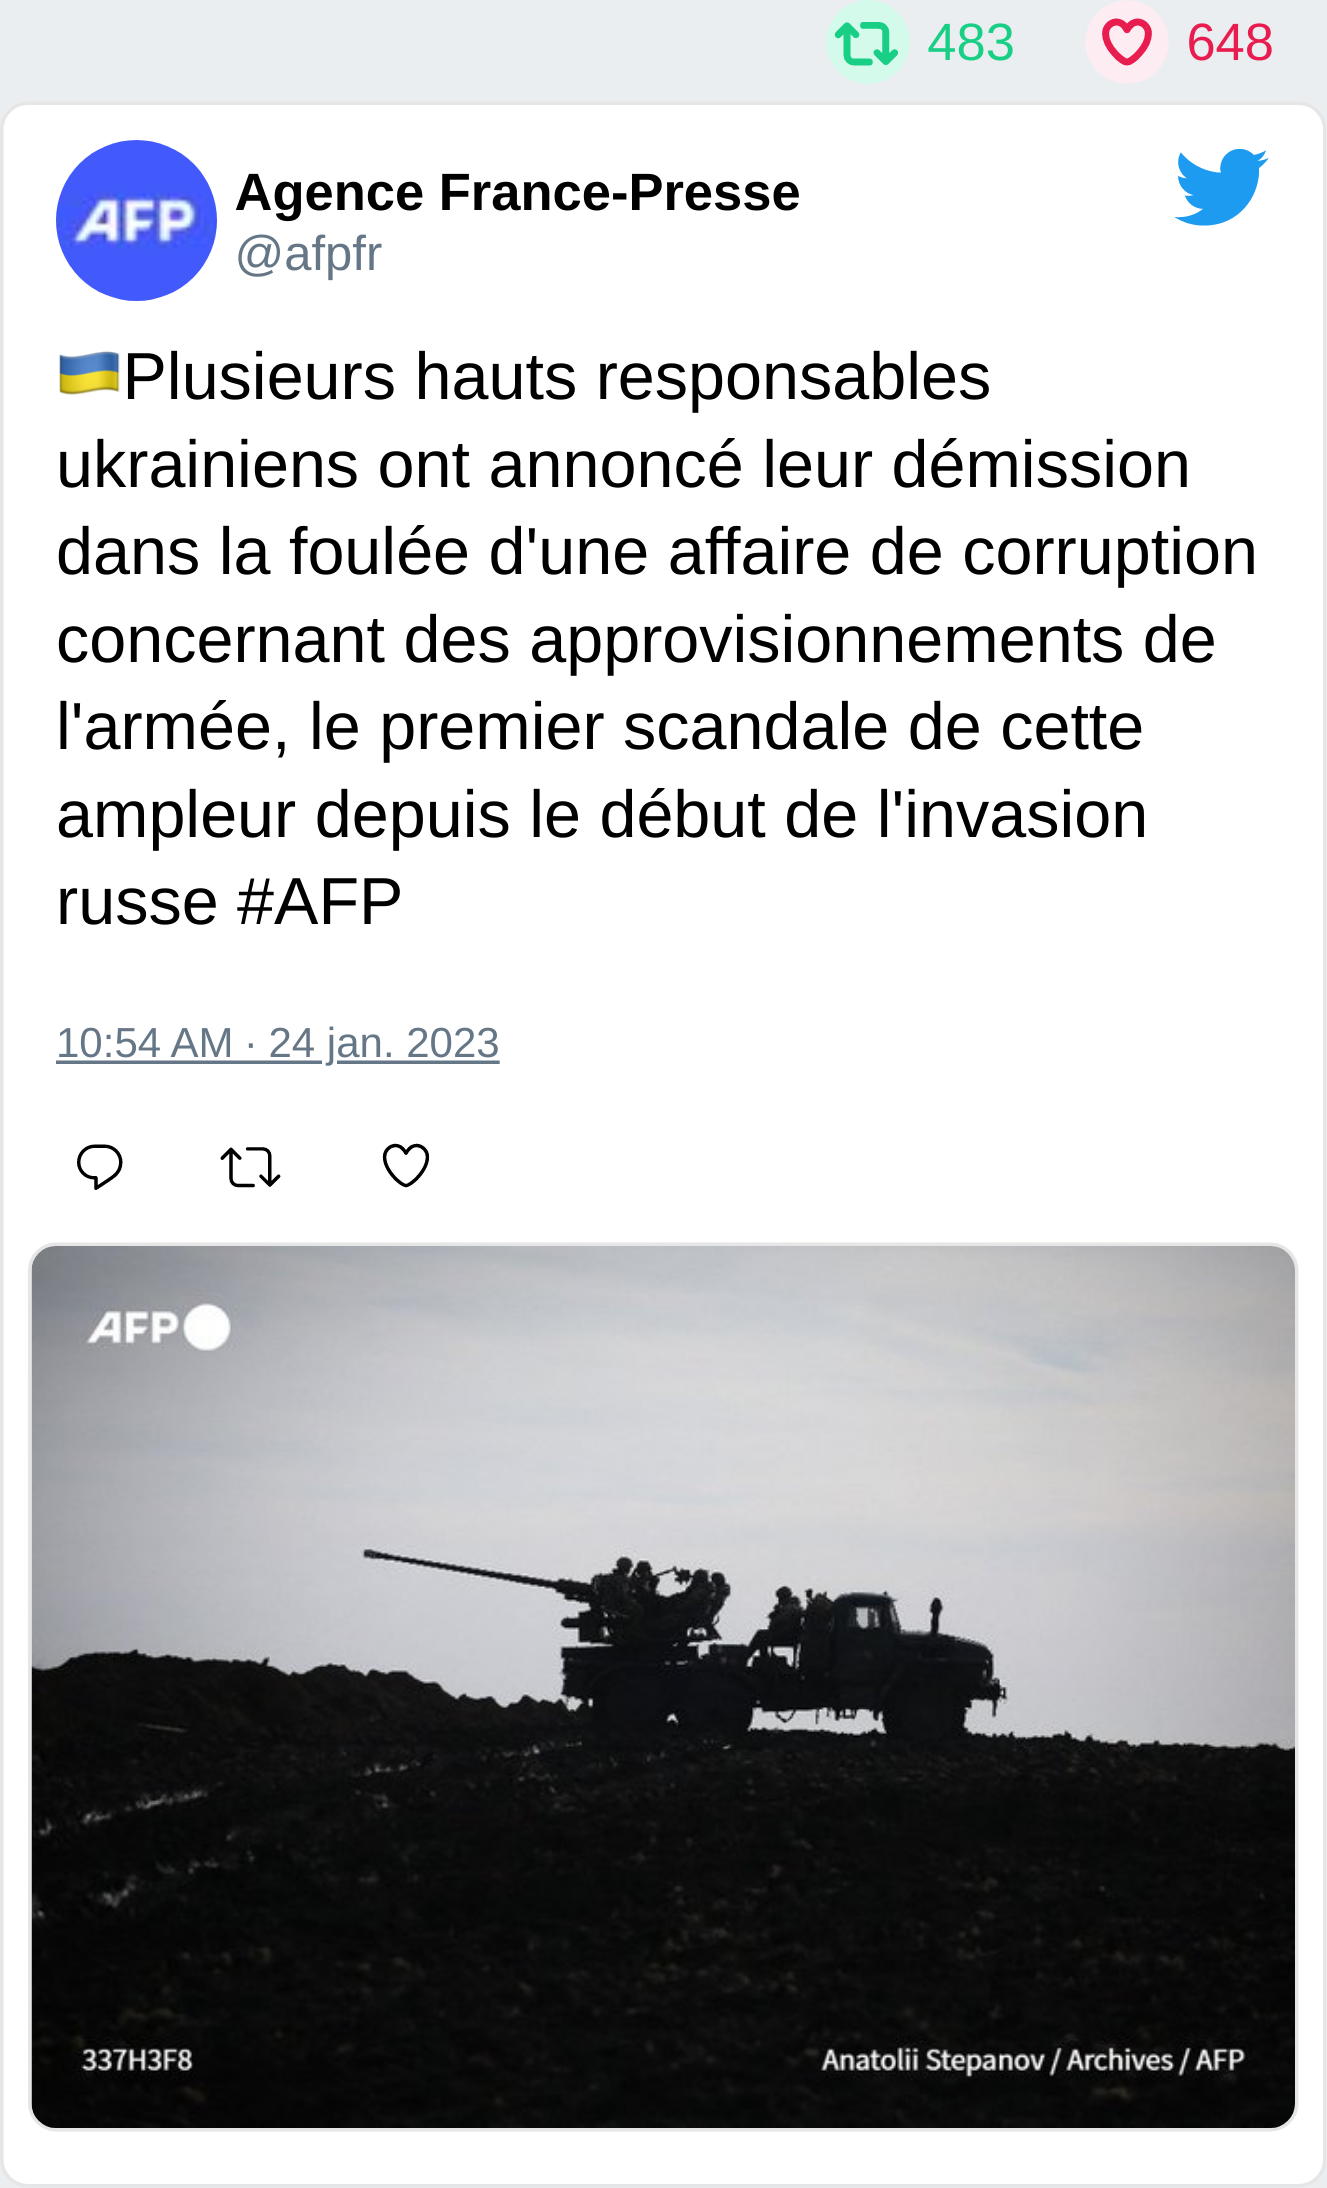 483 648
AFP
Agence France-Presse
@afpfr
🇺🇦Plusieurs hauts responsables
ukrainiens ont annoncé leur démission
dans la foulée d'une affaire de corruption
concernant des approvisionnements de
l'armée, le premier scandale de cette
ampleur depuis le début de l'invasion
russe #AFP
10:54 AM · 24 jan. 2023
AFP
337H3F8
Anatolii Stepanov / Archives / AFP